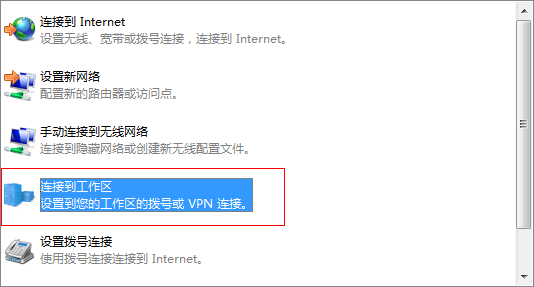 连接到 Internet
设置无线、宽带或拨号连接，连接到 Internet。
设置新网络
配置新的路由器或访问点。
手动连接到无线网络
连接到隐藏网络或创建新无线配置文件。
连接到工作区
设置到您的工作区的拨号或 VPN 连接。
设置拨号连接
使用拨号连接连接到 Internet。